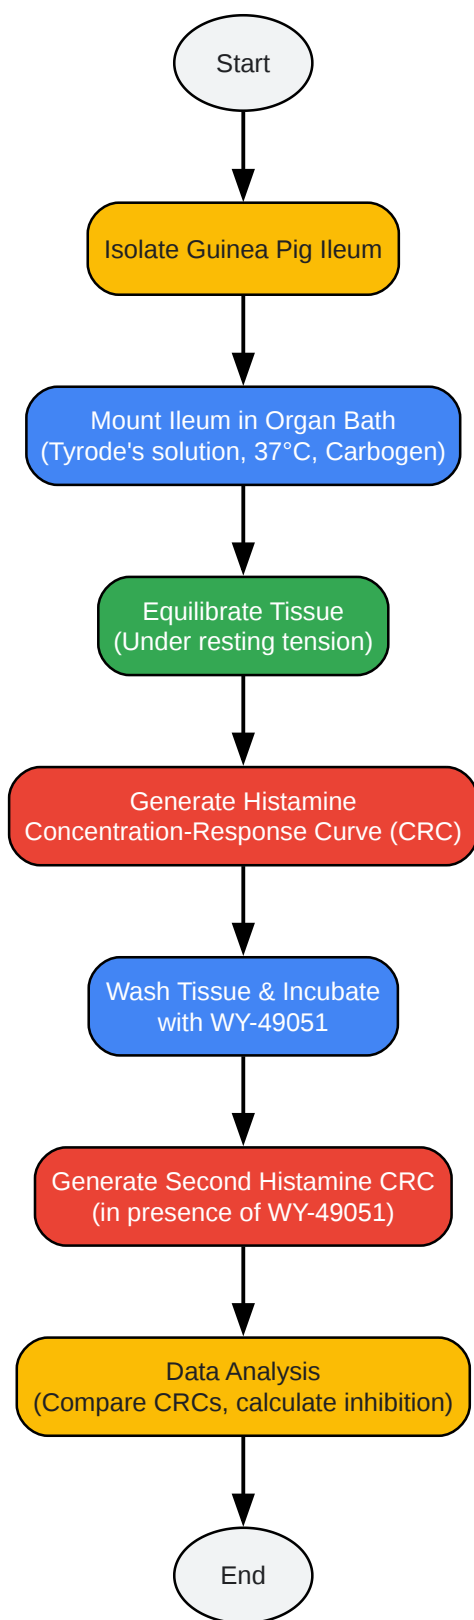 Start
Isolate Guinea Pig Ileum
Mount Ileum in Organ Bath
(Tyrode's solution, 37°C, Carbogen)
Equilibrate Tissue
(Under resting tension)
Generate Histamine
Concentration-Response Curve (CRC)
Wash Tissue & Incubate
with WY-49051
Generate Second Histamine CRC
(in presence of WY-49051)
Data Analysis
(Compare CRCs, calculate inhibition)
End